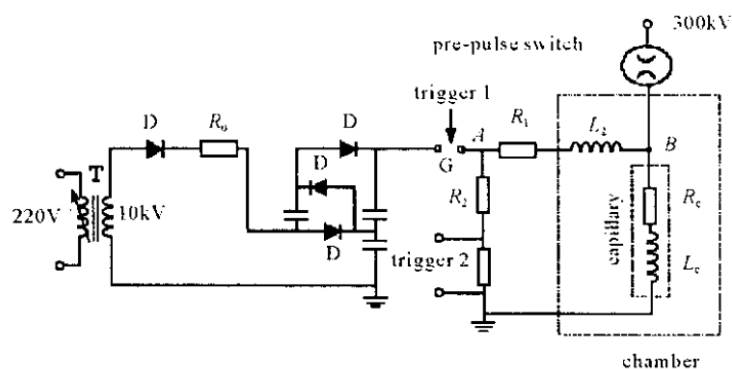 300kV
pre-pulse switch
trigger 1
D
R₀
D
A
R₁
L₂
B
G
D
T
220V
10kV
R₂
D
trigger 2
capillary
Rc
Lc
chamber